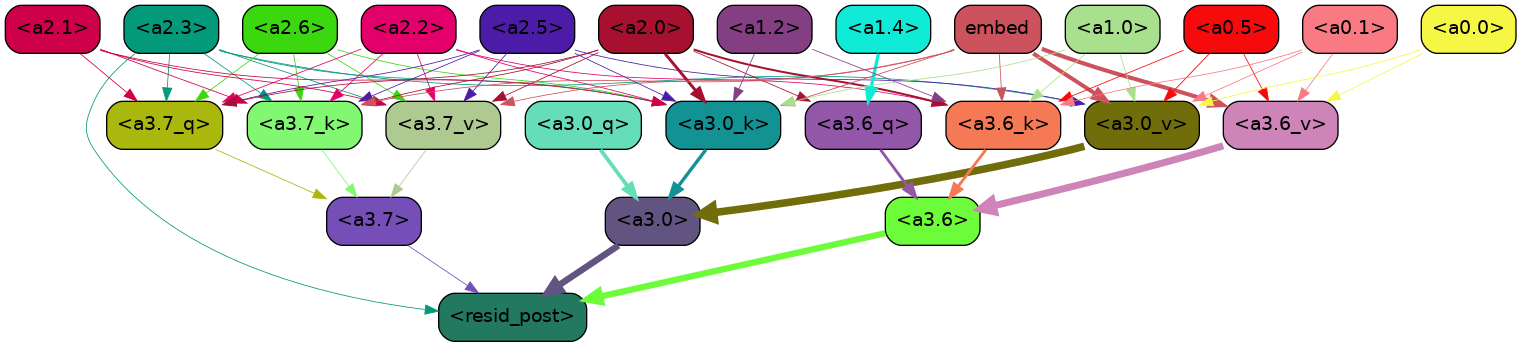 <a2.1> <a2.3> <a2.6> <a2.2> <a2.5> <a2.0> <a1.2> <a1.4> embed <a1.0> <a0.5> <a0.1> <a0.0>
<a3.7_q> <a3.7_k> <a3.7_v> <a3.0_q> <a3.0_k> <a3.6_q> <a3.6_k> <a3.0_v> <a3.6_v>
<a3.7> <a3.0> <a3.6>
<resid_post>